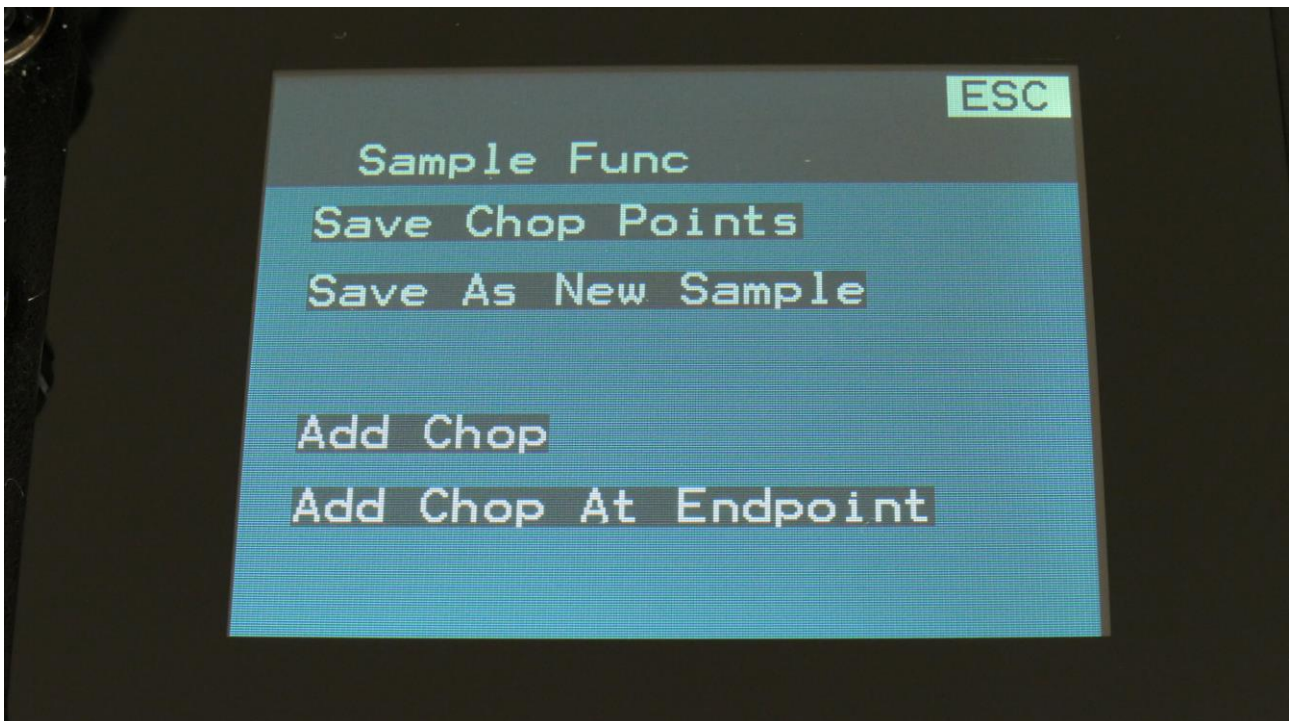 ESC
Sample Func
Save Chop Points
Save As New Sample
Add Chop
Add Chop At Endpoint